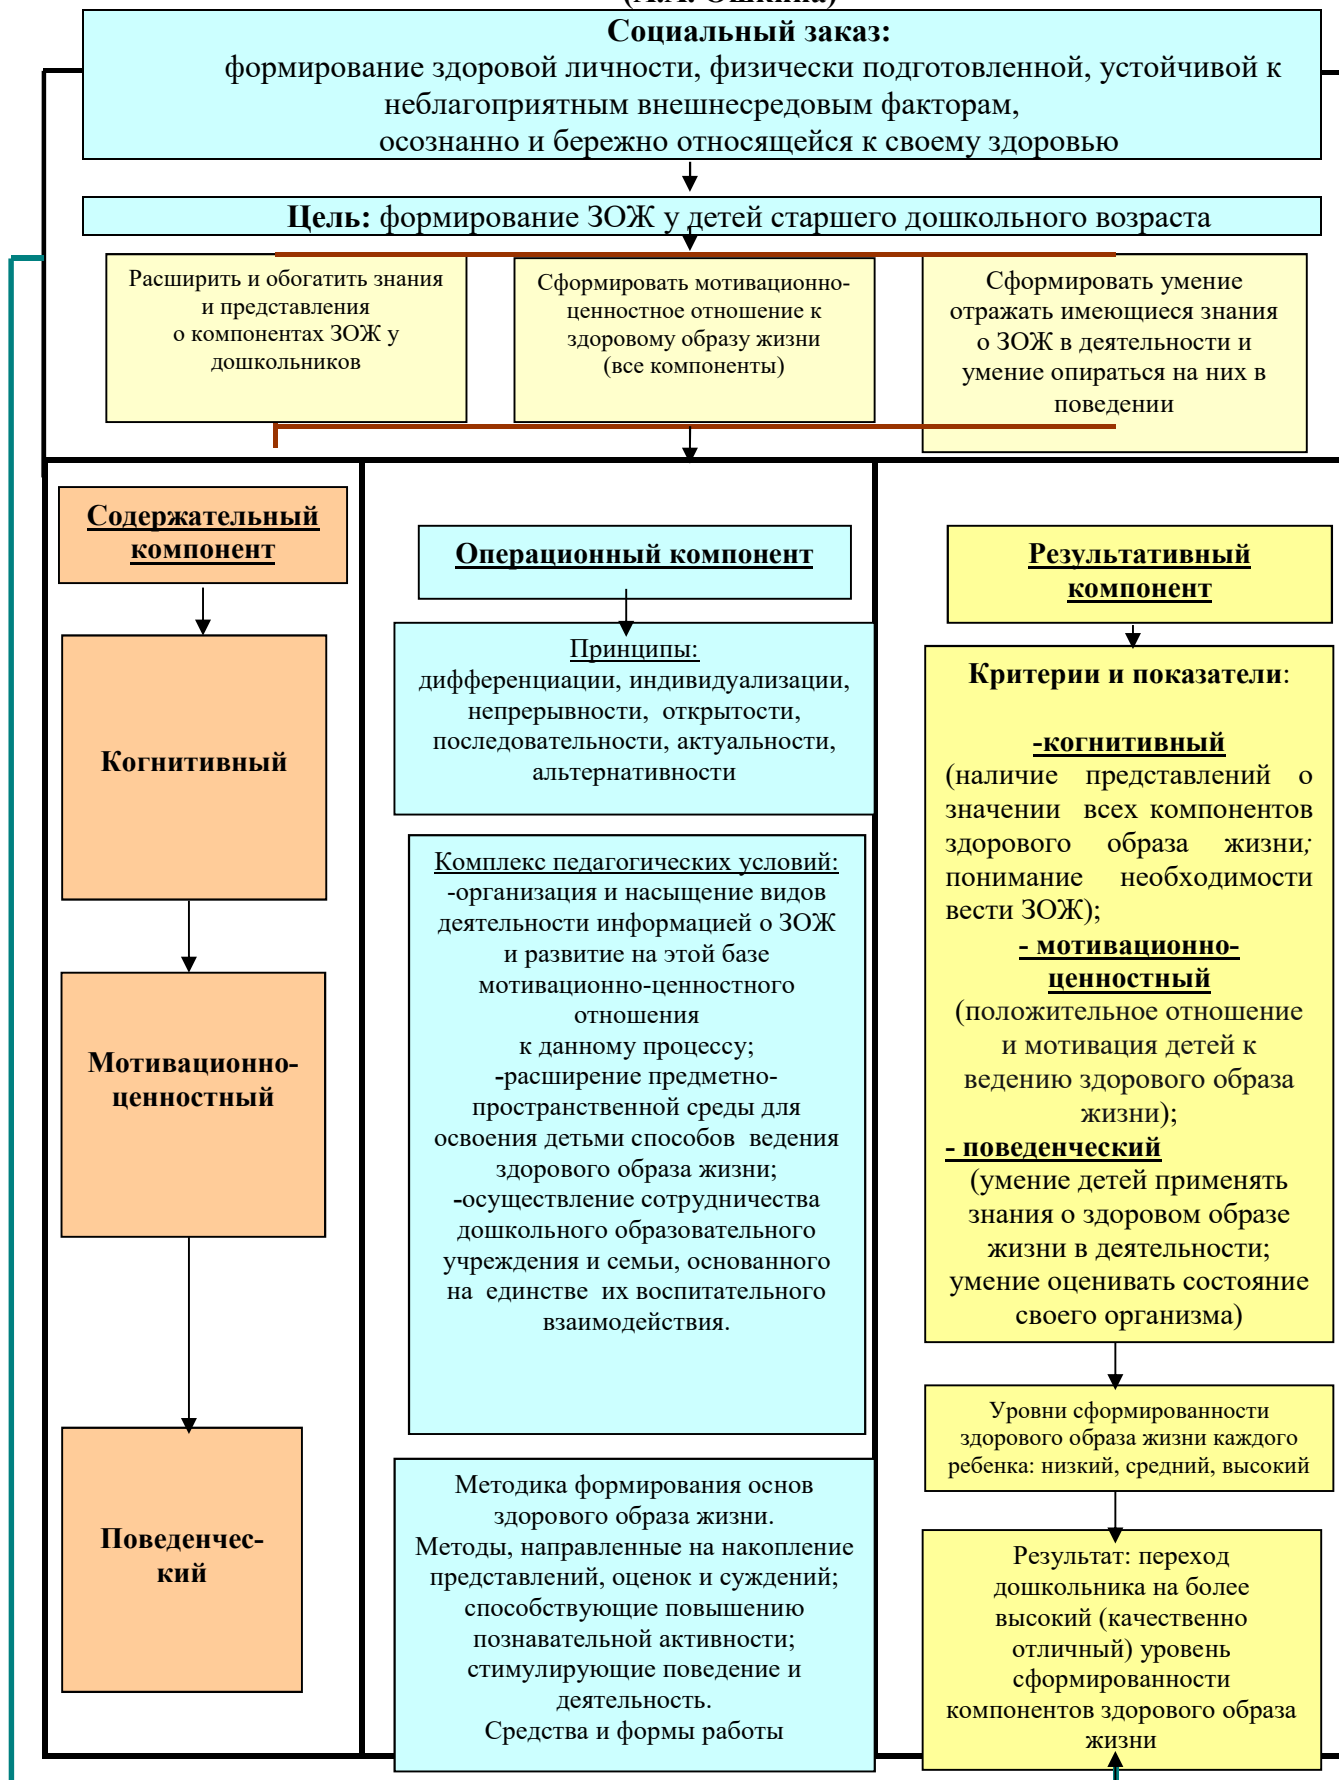 Социальный заказ:
формирование здоровой личности, физически подготовленной, устойчивой к
неблагоприятным внешнесредовым факторам,
осознанно и бережно относящейся к своему здоровью
Цель: формирование ЗОЖ у детей старшего дошкольного возраста
Расширить и обогатить знания
и представления
о компонентах ЗОЖ у
дошкольников
Сформировать мотивационно-
ценностное отношение к
здоровому образу жизни
(все компоненты)
Сформировать умение
отражать имеющиеся знания
о ЗОЖ в деятельности и
умение опираться на них в
поведении
Содержательный
компонент
Когнитивный
Мотивационно-
ценностный
Поведенчес-
кий
Операционный компонент
Принципы:
дифференциации, индивидуализации,
непрерывности, открытости,
последовательности, актуальности,
альтернативности
Комплекс педагогических условий:
-организация и насыщение видов
деятельности информацией о ЗОЖ
и развитие на этой базе
мотивационно-ценностного
отношения
к данному процессу;
-расширение предметно-
пространственной среды для
освоения детьми способов ведения
здорового образа жизни;
-осуществление сотрудничества
дошкольного образовательного
учреждения и семьи, основанного
на единстве их воспитательного
взаимодействия.
Методика формирования основ
здорового образа жизни.
Методы, направленные на накопление
представлений, оценок и суждений;
способствующие повышению
познавательной активности;
стимулирующие поведение и
деятельность.
Средства и формы работы
Результативный
компонент
Критерии и показатели:
-когнитивный
(наличие представлений о
значении всех компонентов
здорового образа жизни;
понимание необходимости
вести ЗОЖ);
- мотивационно-
ценностный
(положительное отношение
и мотивация детей к
ведению здорового образа
жизни);
- поведенческий
(умение детей применять
знания о здоровом образе
жизни в деятельности;
умение оценивать состояние
своего организма)
Уровни сформированности
здорового образа жизни каждого
ребенка: низкий, средний, высокий
Результат: переход
дошкольника на более
высокий (качественно
отличный) уровень
сформированности
компонентов здорового образа
жизни